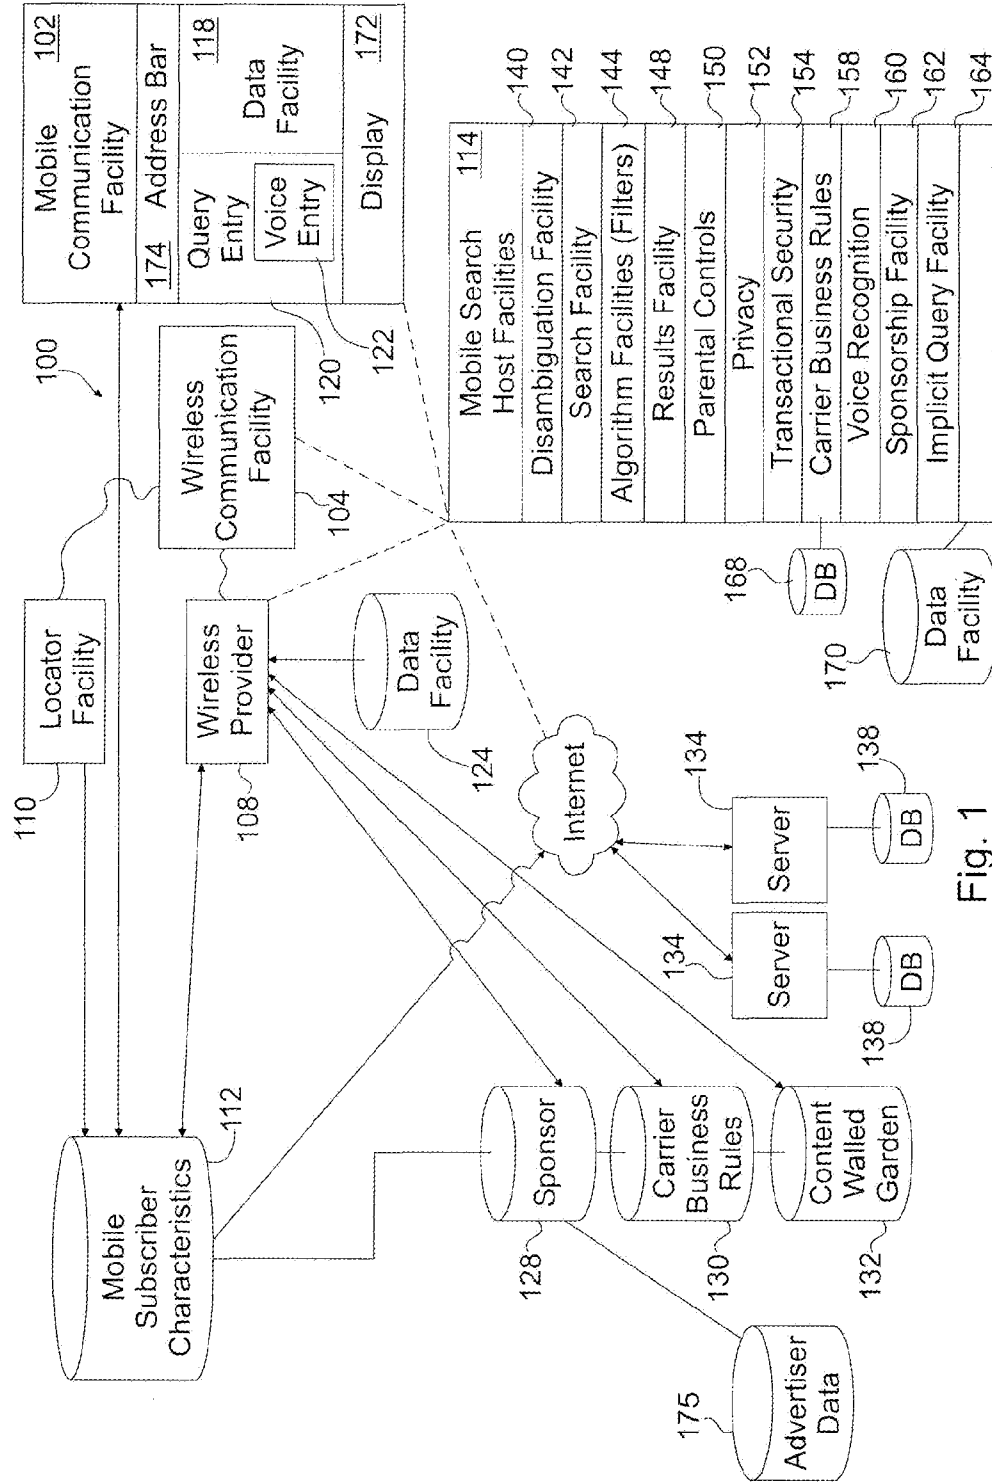 100
Mobile
Communication
Facility
102
174
Address Bar
Query
Entry
Voice
Entry
118
Data
Facility
Display
172
120
122
Wireless
Communication
Facility
104
110
Locator
Facility
Wireless
Provider
108
Data
Facility
124
Mobile
Subscriber
Characteristics
112
Mobile Search
Host Facilities
114
Disambiguation Facility
140
Search Facility
142
Algorithm Facilities (Filters)
144
Results Facility
148
Parental Controls
150
Privacy
152
Transactional Security
154
Carrier Business Rules
158
Voice Recognition
160
Sponsorship Facility
162
Implicit Query Facility
164
168
DB
170
Data
Facility
Internet
Sponsor
128
Carrier
Business
Rules
130
Content
Walled
Garden
132
175
Advertiser
Data
134
Server
138
DB
134
Server
138
DB
Fig. 1